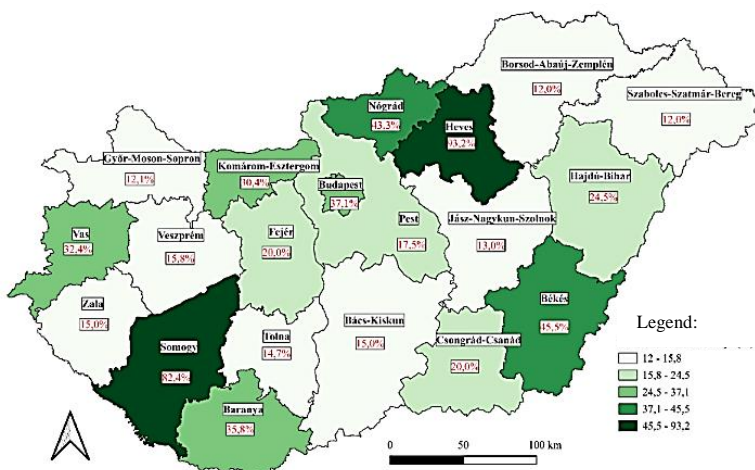 Borsod-Abaúj-Zemplén
12,0%
Szabolcs-Szatmár-Bereg
12,0%
Nógrád
43,3%
Heves
93,2%
Győr-Moson-Sopron
12,1%
Komárom-Esztergom
30,4%
Budapest
37,1%
Hajdú-Bihar
24,5%
Pest
17,5%
Jász-Nagykun-Szolnok
13,0%
Vas
32,4%
Veszprém
15,8%
Fejér
20,0%
Zala
15,0%
Somogy
82,4%
Tolna
14,7%
Bács-Kiskun
15,0%
Békés
45,5%
Csongrád-Csanád
20,0%
Baranya
35,8%
Legend:
12 - 15,8
15,8 - 24,5
24,5 - 37,1
37,1 - 45,5
45,5 - 93,2
0 50 100 km